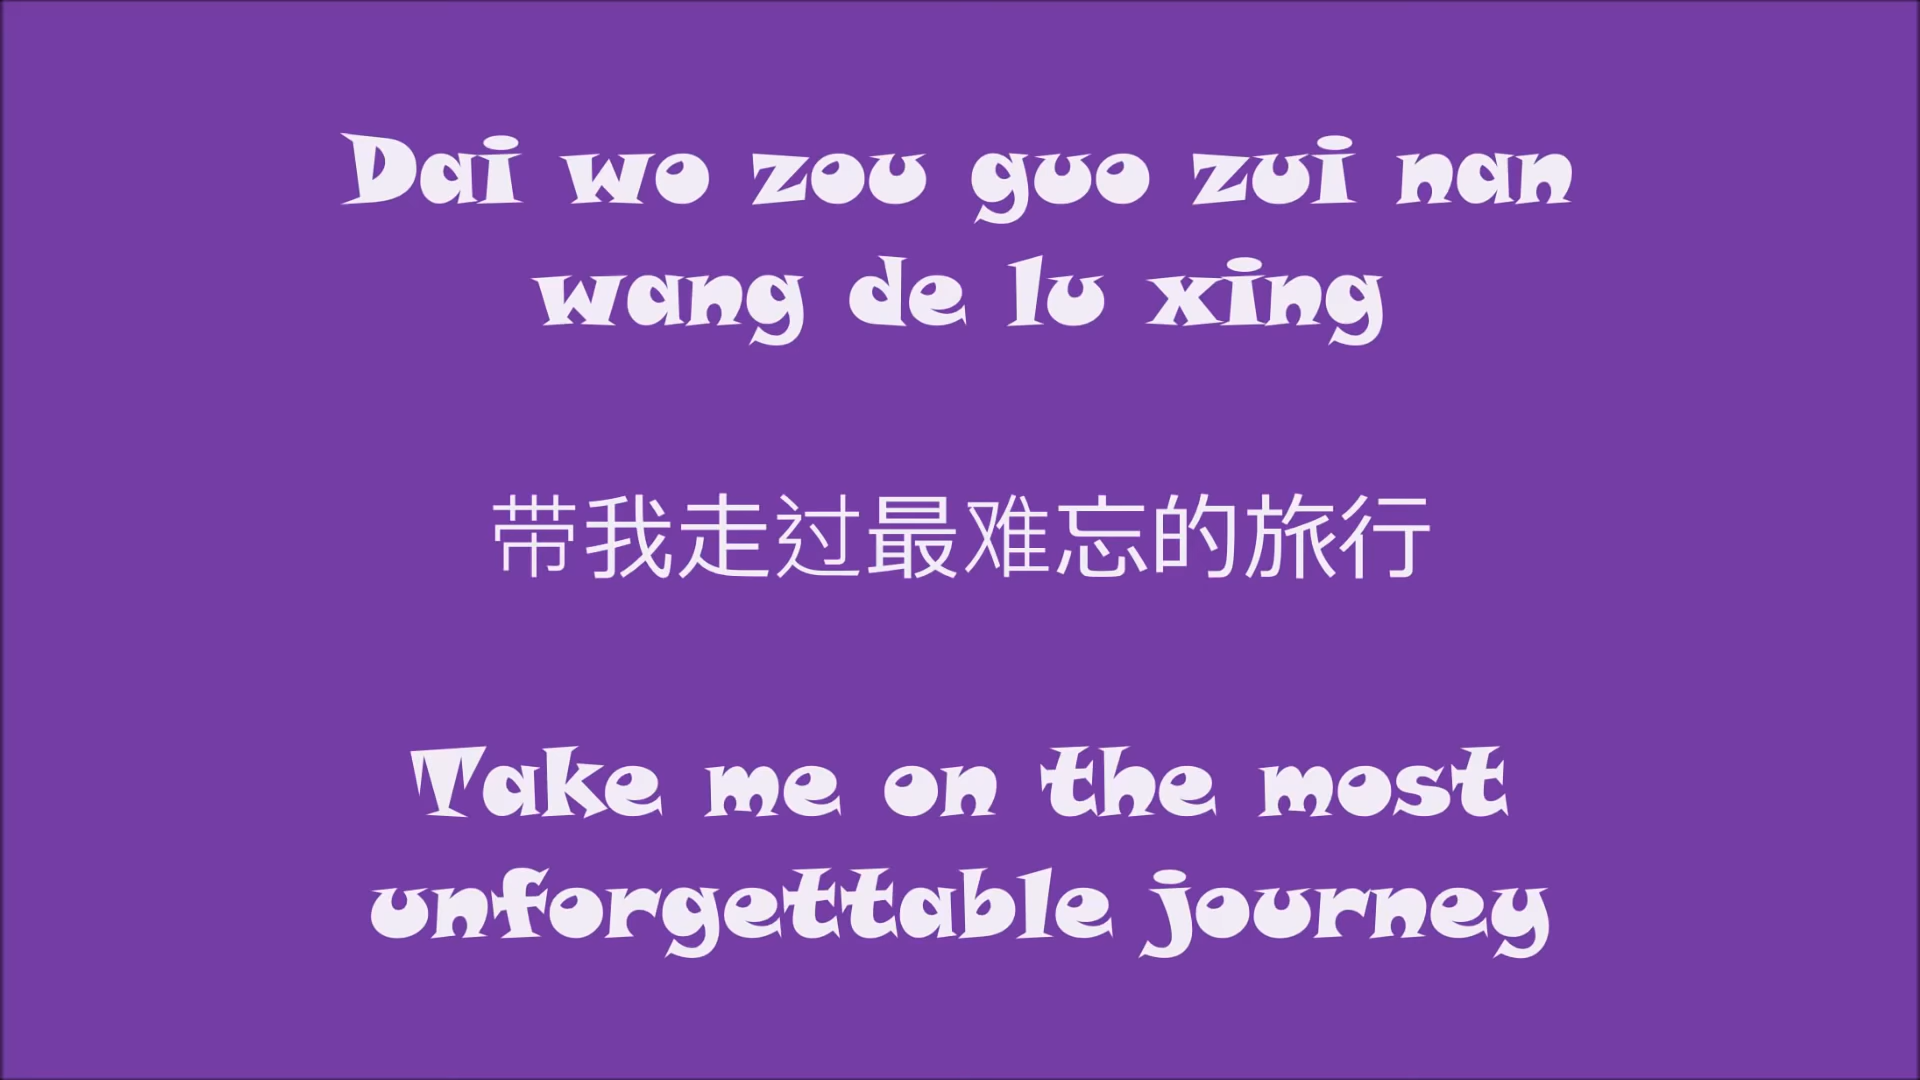 Dai wo zou guo zui nan
wang de lu xing
带我走过最难忘的旅行
Take me on the most
unforgettable journey